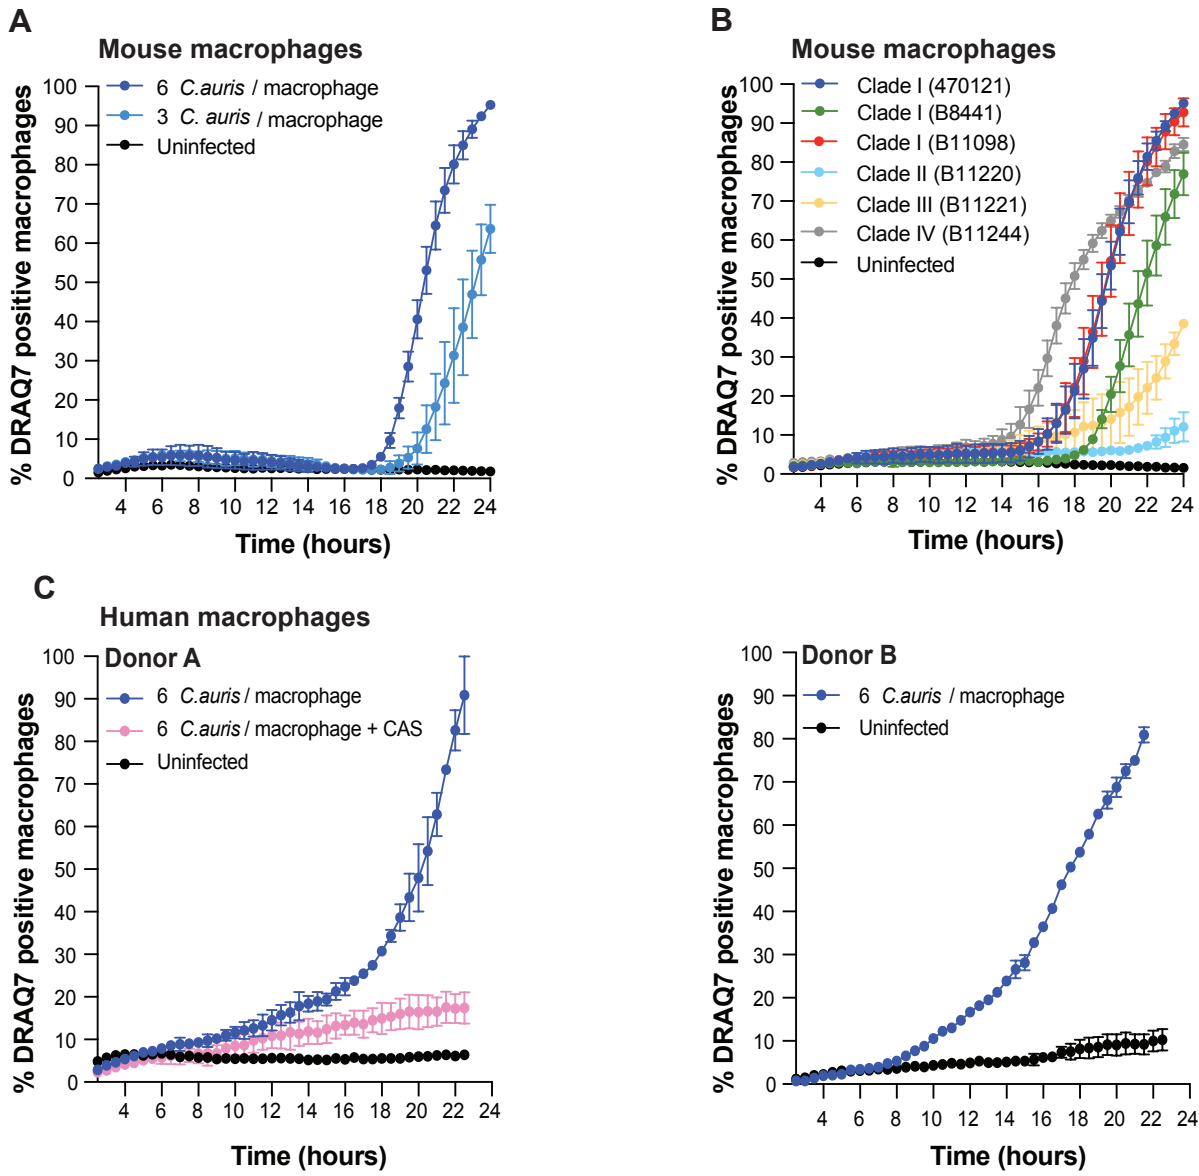 A
Mouse macrophages
6 C.auris / macrophage
3 C. auris / macrophage
Uninfected
% DRAQ7 positive macrophages
100
90
80
70
60
50
40
30
20
10
0
4 6 8 10 12 14 16 18 20 22 24
Time (hours)
B
Mouse macrophages
Clade I (470121)
Clade I (B8441)
Clade I (B11098)
Clade II (B11220)
Clade III (B11221)
Clade IV (B11244)
Uninfected
% DRAQ7 positive macrophages
100
90
80
70
60
50
40
30
20
10
0
4 6 8 10 12 14 16 18 20 22 24
Time (hours)
C
Human macrophages
Donor A
6 C.auris / macrophage
6 C.auris / macrophage + CAS
Uninfected
% DRAQ7 positive macrophages
100
90
80
70
60
50
40
30
20
10
0
4 6 8 10 12 14 16 18 20 22 24
Time (hours)
Donor B
6 C.auris / macrophage
Uninfected
% DRAQ7 positive macrophages
100
90
80
70
60
50
40
30
20
10
0
4 6 8 10 12 14 16 18 20 22 24
Time (hours)